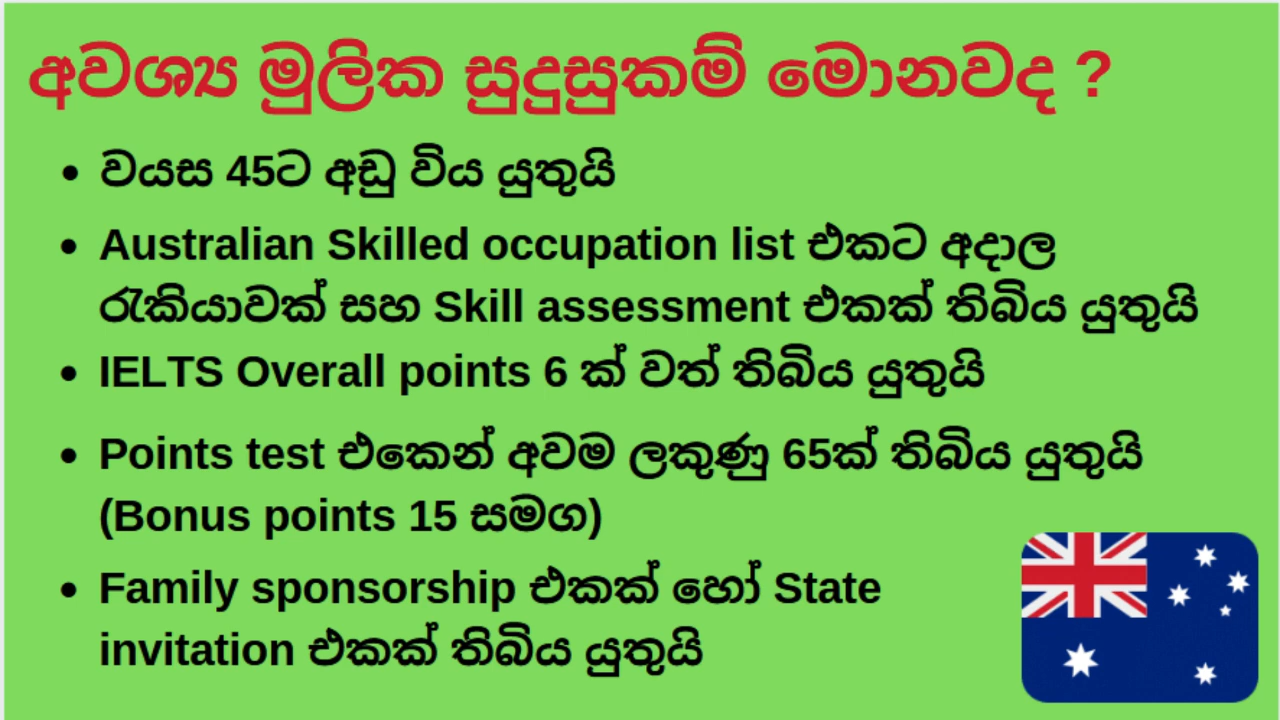 අවශ්‍ය මුලික සුදුසුකම් මොනවද ?
• වයස 45ට අඩු විය යුතුයි
• Australian Skilled occupation list එකට අදාල
රැකියාවක් සහ Skill assessment එකක් තිබිය යුතුයි
• IELTS Overall points 6 ක් වත් තිබිය යුතුයි
• Points test එකෙන් අවම ලකුණු 65ක් තිබිය යුතුයි
(Bonus points 15 සමග)
• Family sponsorship එකක් හෝ State
invitation එකක් තිබිය යුතුයි